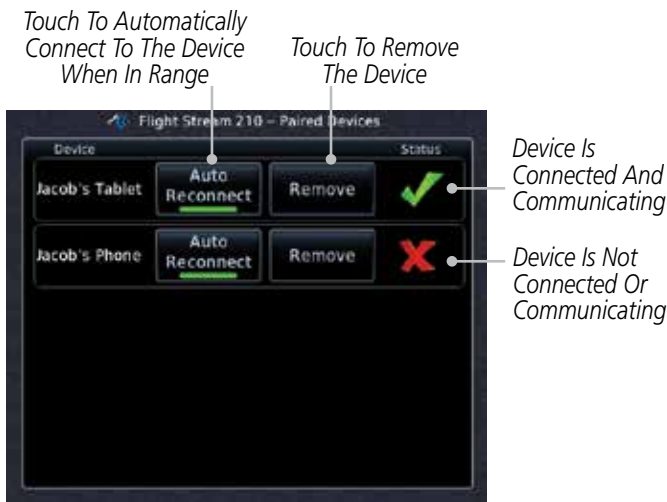 Touch To Automatically
Connect To The Device
When In Range
Touch To Remove
The Device
Flight Stream 210 – Paired Devices
Device
Status
Jacob's Tablet
Auto
Reconnect
Remove
Device Is
Connected And
Communicating
Jacob's Phone
Auto
Reconnect
Remove
Device Is Not
Connected Or
Communicating